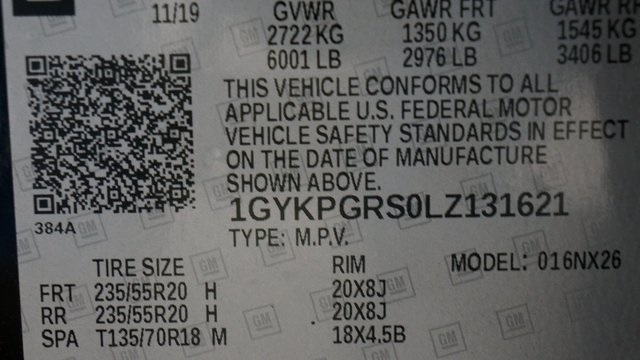 11/19 GVWR GAWR FRT GAWR RR
2722 KG 1350 KG 1545 KG
6001 LB 2976 LB 3406 LB
THIS VEHICLE CONFORMS TO ALL
APPLICABLE U.S. FEDERAL MOTOR
VEHICLE SAFETY STANDARDS IN EFFECT
ON THE DATE OF MANUFACTURE
SHOWN ABOVE.
1GYKPGRS0LZ131621
384A
TYPE: M.P.V.
TIRE SIZE RIM MODEL: 016NX26
FRT 235/55R20 H 20X8J
RR 235/55R20 H 20X8J
SPA T135/70R18 M 18X4.5B